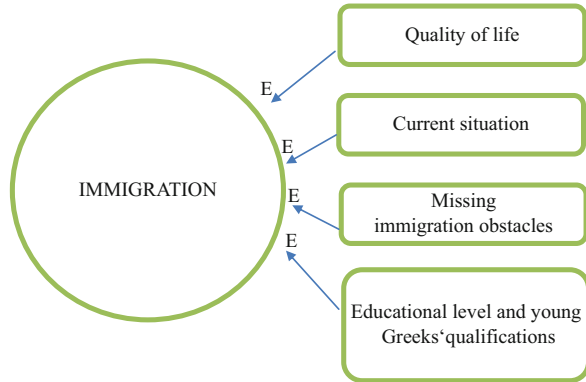 Quality of life
E
Current situation
E
IMMIGRATION
E
Missing
immigration obstacles
E
Educational level and young
Greeks‘qualifications